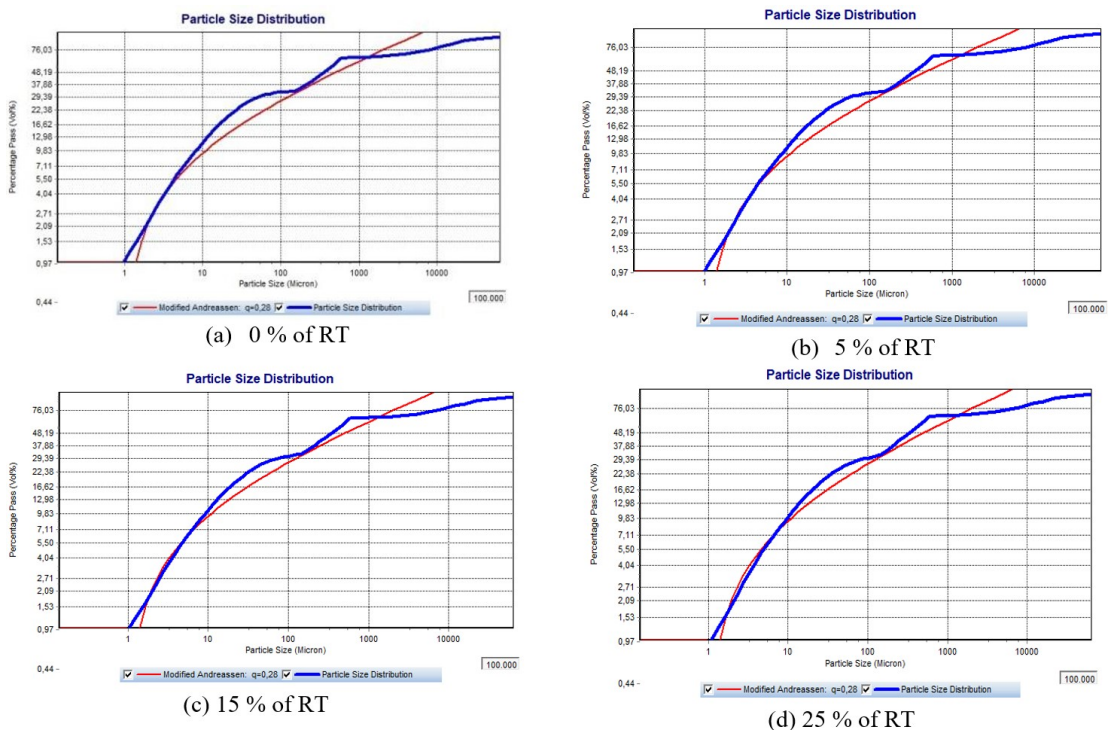 Particle Size Distribution
Percentage Pass (Vol%)
76,03
48,19
37,88
29,39
22,38
16,62
12,98
9,83
7,11
5,50
4,04
2,71
2,09
1,53
0,97
0,44
1 10 100 1000 10000
Particle Size (Micron)
100.000
Modified Andreassen: q=0,28 Particle Size Distribution
(a) 0 % of RT
Particle Size Distribution
Percentage Pass (Vol%)
76,03
48,19
37,88
29,39
22,38
16,62
12,98
9,83
7,11
5,50
4,04
2,71
2,09
1,53
0,97
0,44
1 10 100 1000 10000
Particle Size (Micron)
100.000
Modified Andreassen: q=0,28 Particle Size Distribution
(b) 5 % of RT
Particle Size Distribution
Percentage Pass (Vol%)
76,03
48,19
37,88
29,39
22,38
16,62
12,98
9,83
7,11
5,50
4,04
2,71
2,09
1,53
0,97
0,44
1 10 100 1000 10000
Particle Size (Micron)
100.000
Modified Andreassen: q=0,28 Particle Size Distribution
(c) 15 % of RT
Particle Size Distribution
Percentage Pass (Vol%)
76,03
48,19
37,88
29,39
22,38
16,62
12,98
9,83
7,11
5,50
4,04
2,71
2,09
1,53
0,97
0,44
1 10 100 1000 10000
Particle Size (Micron)
100.000
Modified Andreassen: q=0,28 Particle Size Distribution
(d) 25 % of RT